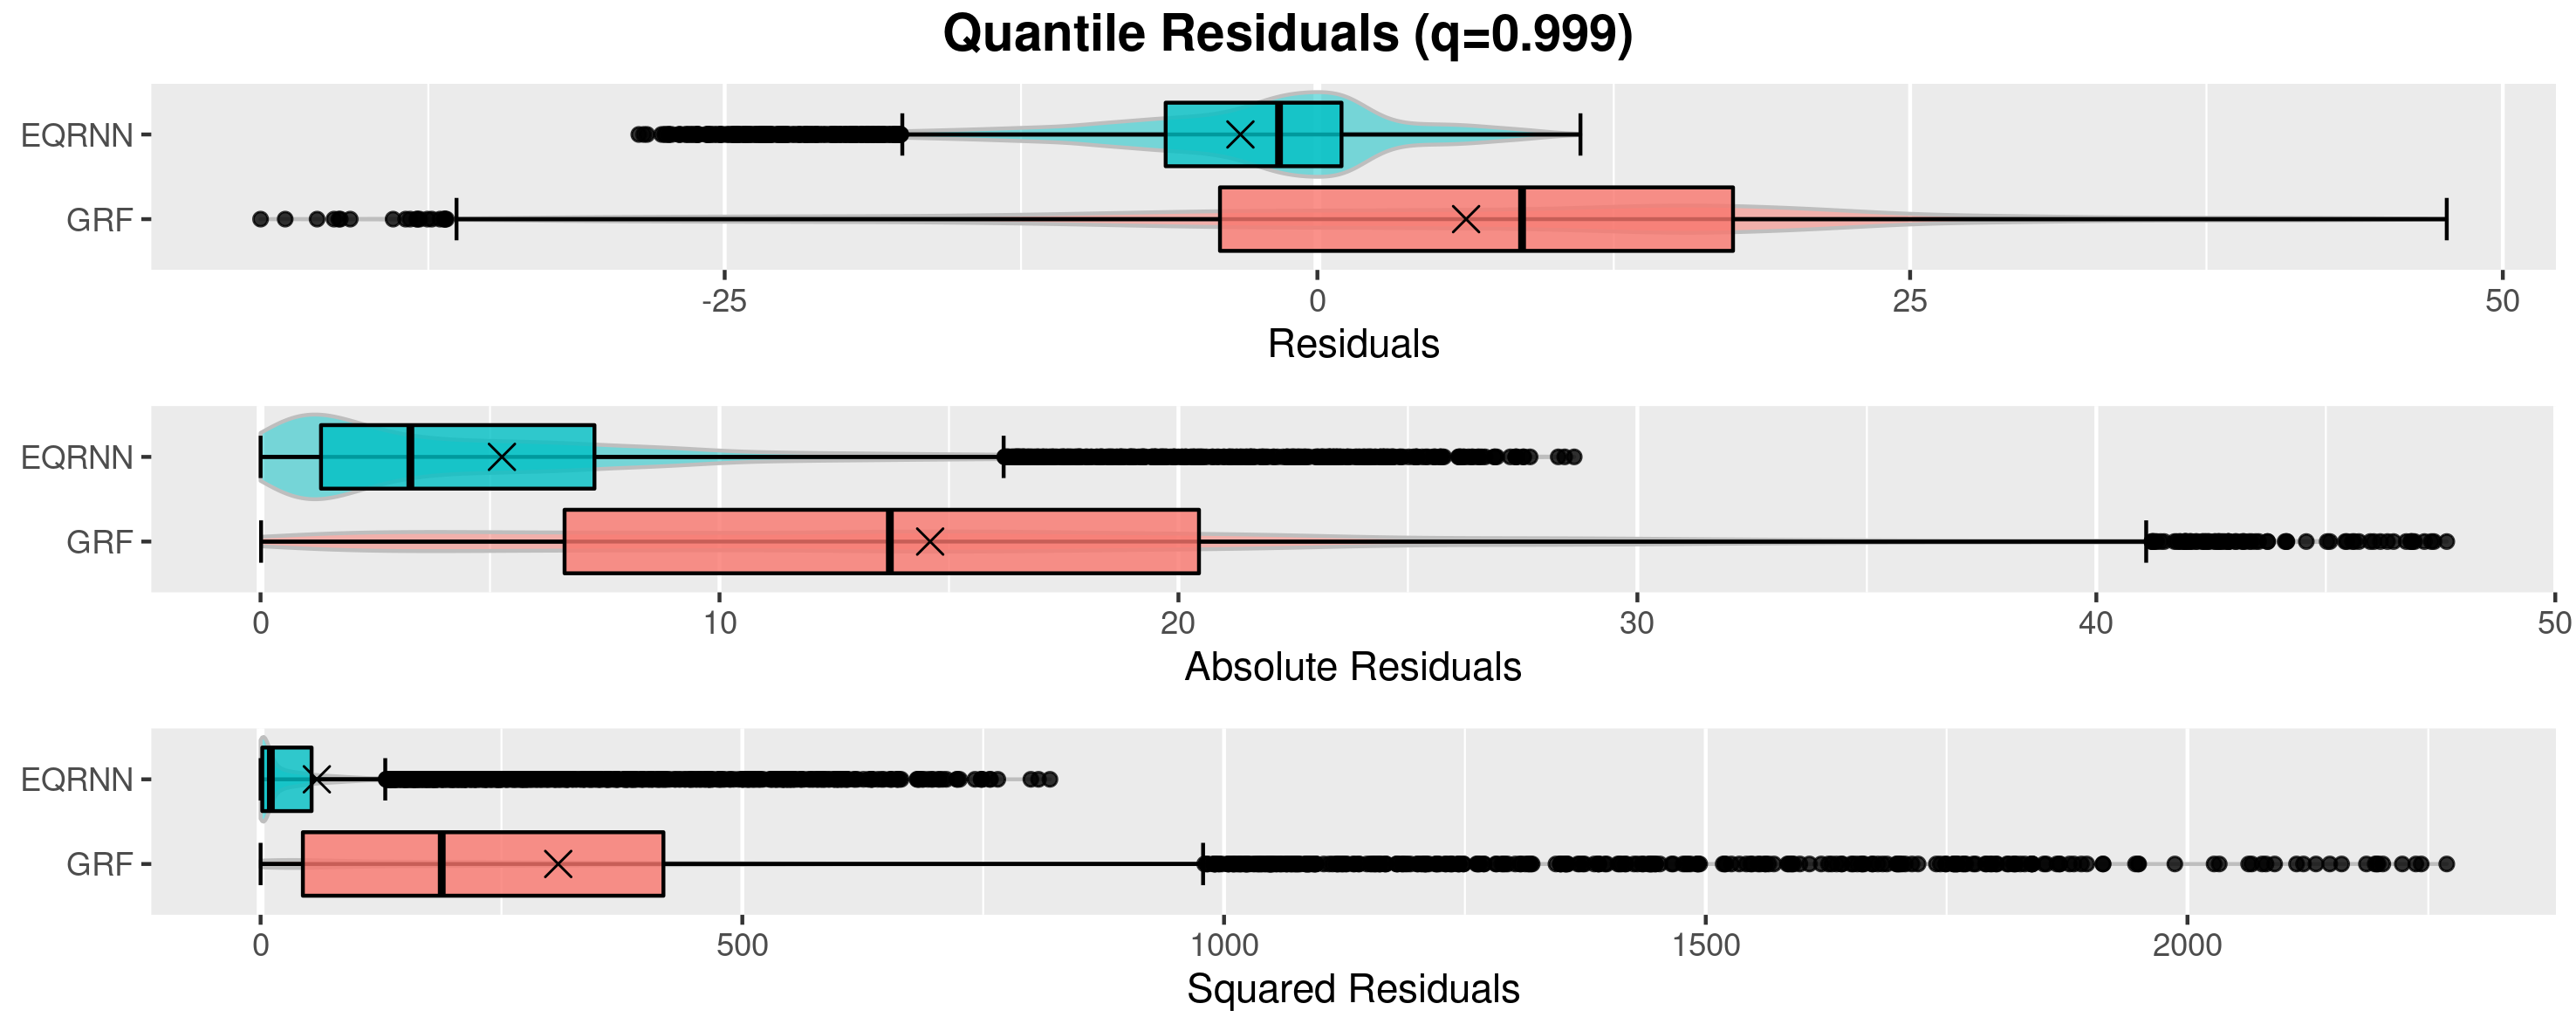 Quantile Residuals (q=0.999)
EQRNN
GRF
-25 0 25 50
Residuals
EQRNN
GRF
0 10 20 30 40 50
Absolute Residuals
EQRNN
GRF
0 500 1000 1500 2000
Squared Residuals